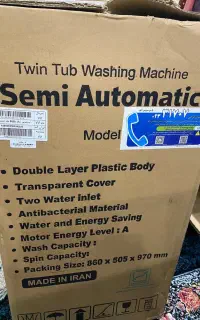 Twin Tub Washing Machine
Semi Automatic
Model
• Double Layer Plastic Body
• Transparent Cover
• Two Water inlet
• Antibacterial Material
• Water and Energy Saving
• Motor Energy Level : A
• Wash Capacity :
• Spin Capacity:
• Packing Size: 860 x 505 x 970 mm
MADE IN IRAN